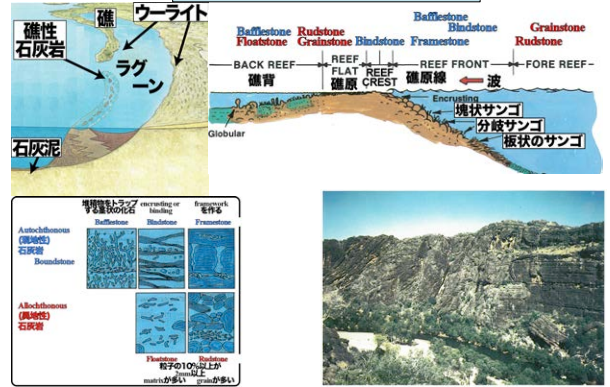 礁
ウーライト
礁性
石灰岩
ラグ
ーン
石灰泥
Bafflestone
Floatstone
Rudstone
Grainstone
Bindstone
Bafflestone
Bindstone
Framestone
Grainstone
Rudstone
BACK REEF
礁背
REEF
FLAT
礁原
REEF
CREST
REEF FRONT
礁原線
波
FORE REEF
Globular
Encrusting
塊状サンゴ
分岐サンゴ
板状のサンゴ
堆積物をトラップ
する茎状の化石
Bafflestone
encrusting or
binding
Bindstone
framework
を作る
Framestone
Autochthonous
(現地性)
石灰岩
Boundstone
Allochthonous
(異地性)
石灰岩
Floatstone
Rudstone
粒子の10%以上が
2mm以上
matrixが多い
grainが多い